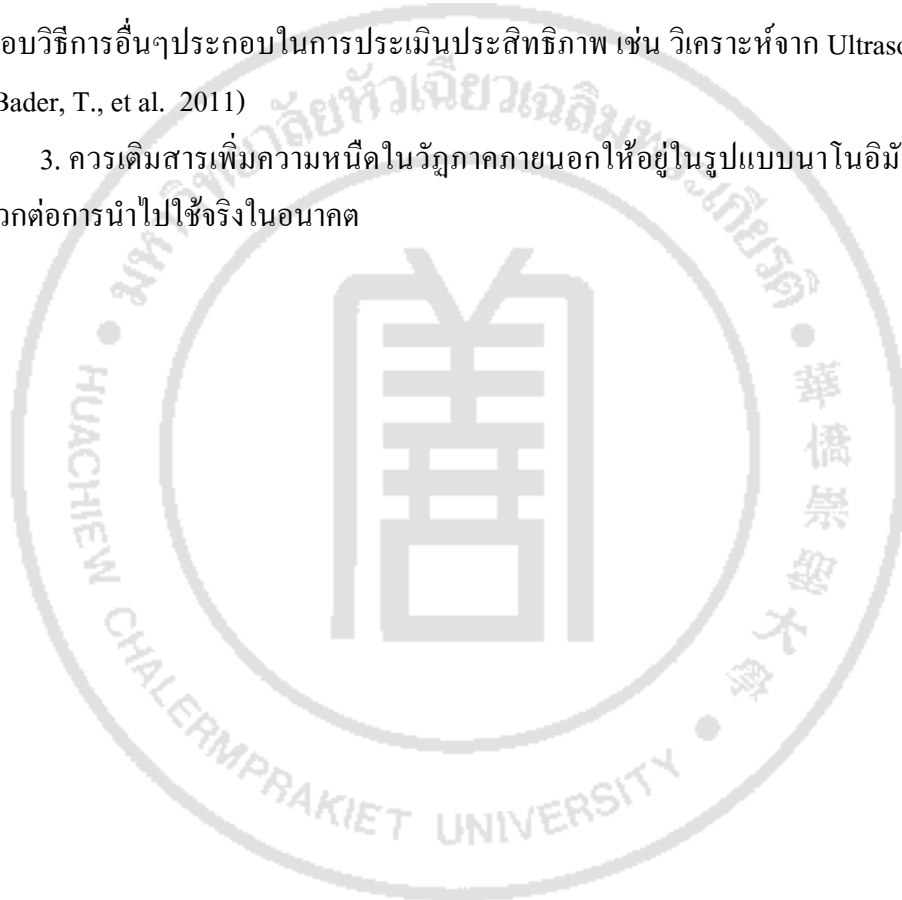 อบวิธีการอื่นๆประกอบในการประเมินประสิทธิภาพ เช่น วิเคราะห์จาก Ultraso
Bader, T., et al. 2011)
3. ควรเติมสารเพิ่มความหนืดในวัฏภาคภายนอกให้อยู่ในรูปแบบนาโนอิมั
วกต่อการนำไปใช้จริงในอนาคต
มหาวิทยาลัยหัวเฉียวเฉลิมพระเกียรติ
華僑崇聖大學
HUACHIEW CHALERMPRAKIET UNIVERSITY